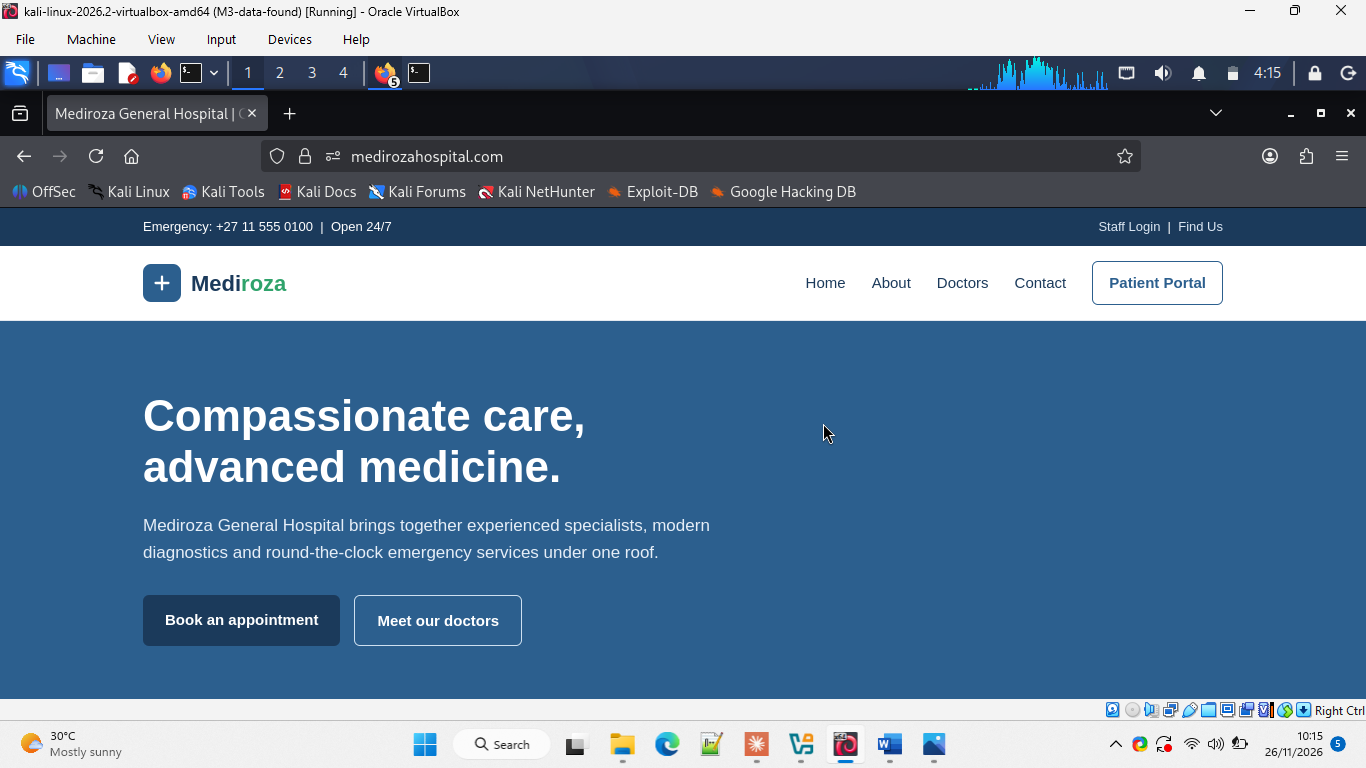 kali-linux-2026.2-virtualbox-amd64 (M3-data-found) [Running] - Oracle VirtualBox
File Machine View Input Devices Help
1 2 3 4 5 4:15
Mediroza General Hospital |
medirozahospital.com
OffSec Kali Linux Kali Tools Kali Docs Kali Forums Kali NetHunter Exploit-DB Google Hacking DB
Emergency: +27 11 555 0100 | Open 24/7 Staff Login | Find Us
Mediroza Home About Doctors Contact Patient Portal
Compassionate care,
advanced medicine.
Mediroza General Hospital brings together experienced specialists, modern
diagnostics and round-the-clock emergency services under one roof.
Book an appointment Meet our doctors
Right Ctrl
30°C
Mostly sunny
Search
10:15
26/11/2026
5